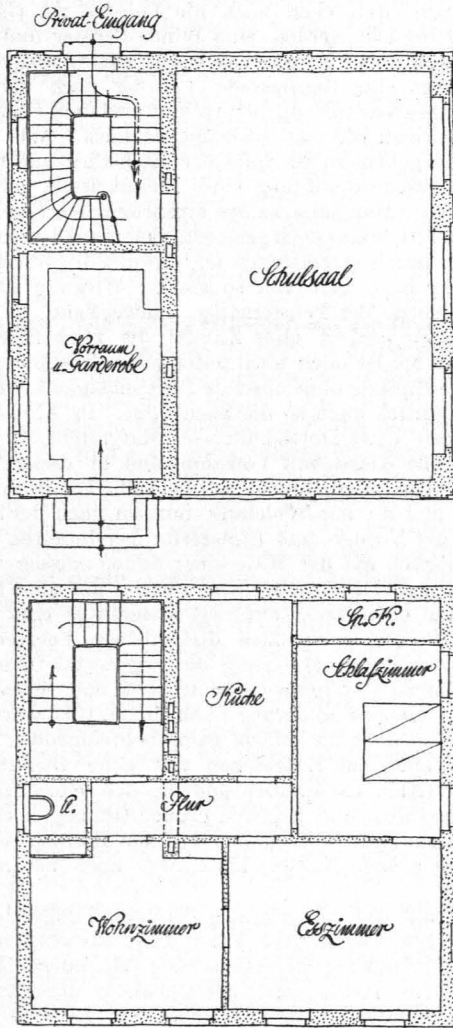 Privat-Eingang
Schulsaal
Vorraum
u. Garderobe
Sp. K.
Schlafzimmer
Küche
Flur
Wohnzimmer
Esszimmer